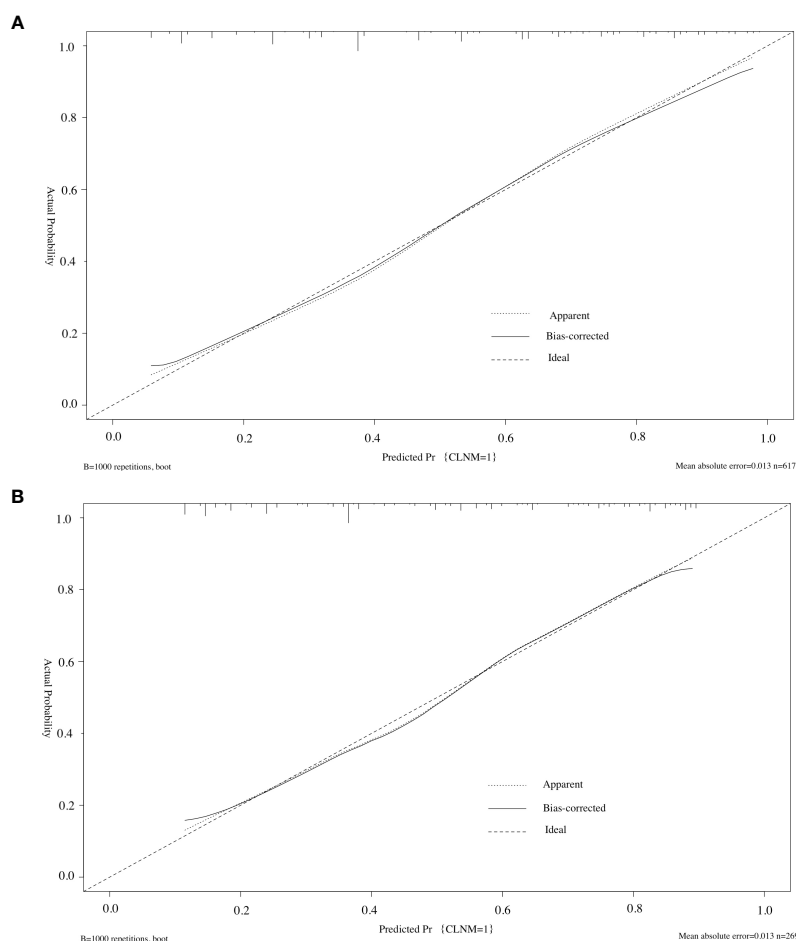 A
1.0
0.8
0.6
0.4
0.2
0.0
Actual Probability
Apparent
Bias-corrected
Ideal
0.0 0.2 0.4 0.6 0.8 1.0
Predicted Pr {CLNM=1}
B=1000 repetitions, boot
Mean absolute error=0.013 n=617
B
1.0
0.8
0.6
0.4
0.2
0.0
Actual Probability
Apparent
Bias-corrected
Ideal
0.0 0.2 0.4 0.6 0.8 1.0
Predicted Pr {CLNM=1}
B=1000 repetitions, boot
Mean absolute error=0.013